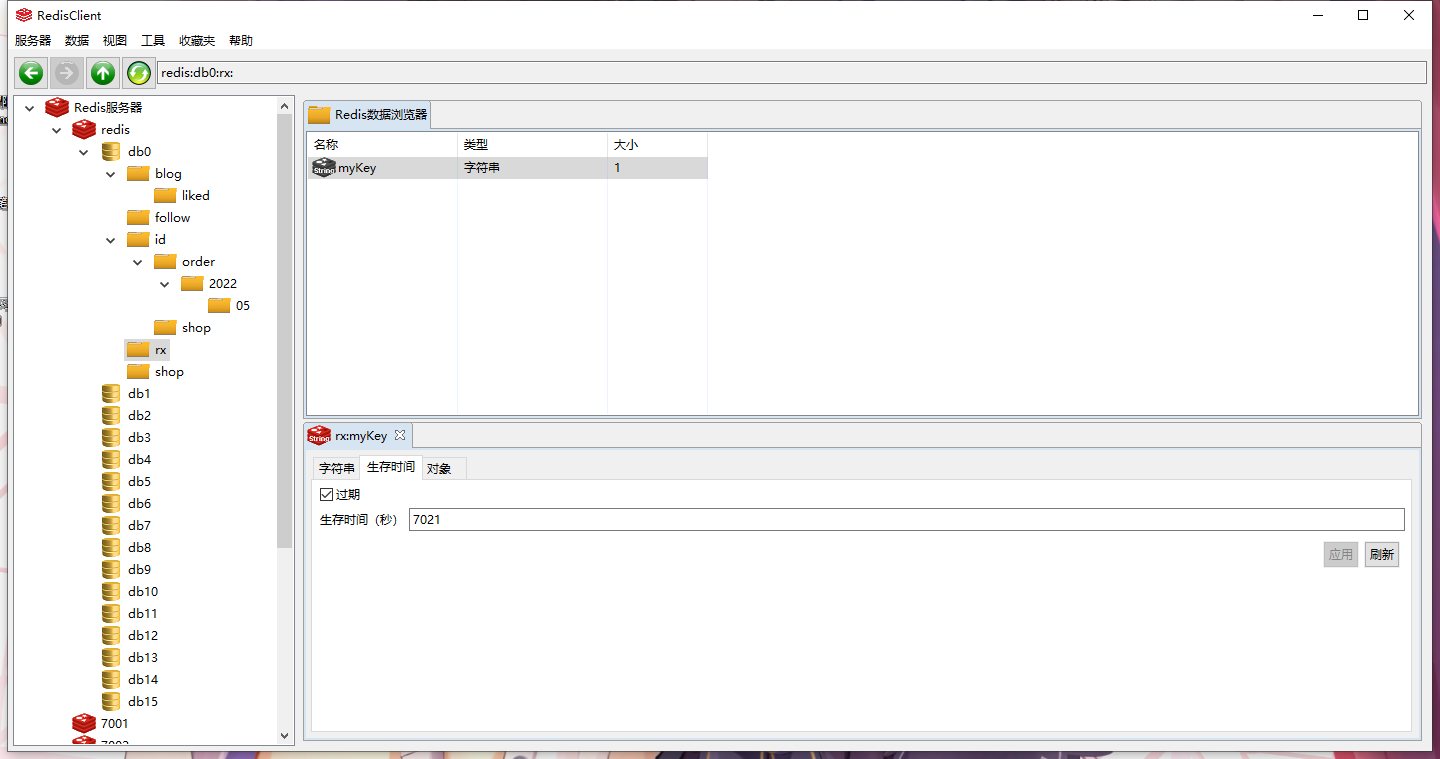 RedisClient
服务器 数据 视图 工具 收藏夹 帮助
redis:db0:rx:
Redis服务器
redis
db0
blog
liked
follow
id
order
2022
05
shop
rx
shop
db1
db2
db3
db4
db5
db6
db7
db8
db9
db10
db11
db12
db13
db14
db15
7001
Redis数据浏览器
名称 类型 大小
String myKey 字符串 1
String rx:myKey
字符串 生存时间 对象
过期
生存时间（秒） 7021
应用 刷新